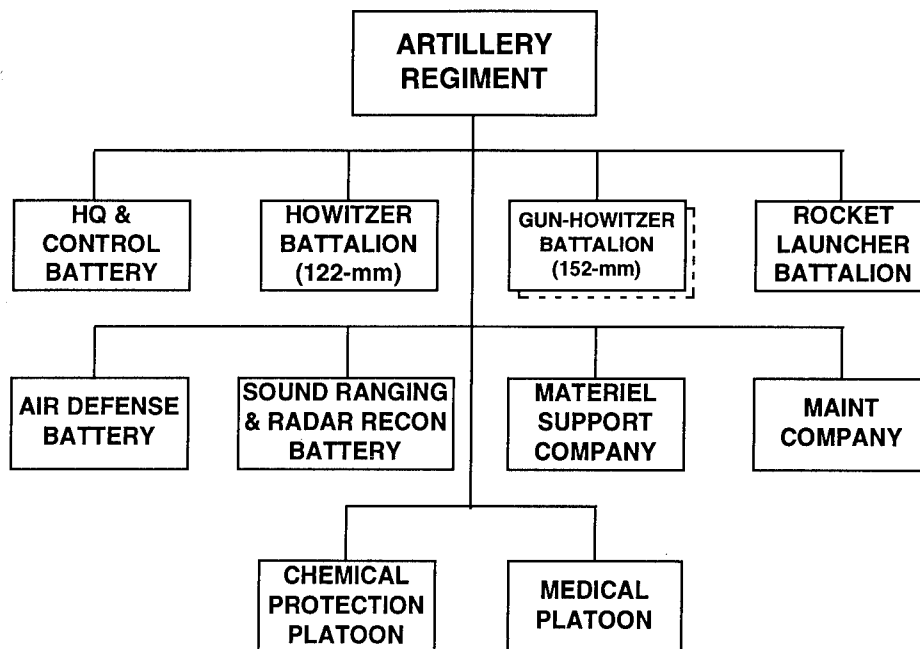 ARTILLERY
REGIMENT
HQ &
CONTROL
BATTERY
HOWITZER
BATTALION
(122-mm)
GUN-HOWITZER
BATTALION
(152-mm)
ROCKET
LAUNCHER
BATTALION
AIR DEFENSE
BATTERY
SOUND RANGING
& RADAR RECON
BATTERY
MATERIEL
SUPPORT
COMPANY
MAINT
COMPANY
CHEMICAL
PROTECTION
PLATOON
MEDICAL
PLATOON